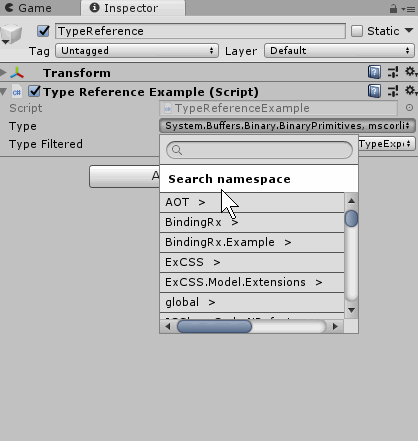 Game Inspector
TypeReference Static
Tag Untagged Layer Default
Transform
Type Reference Example (Script)
Script TypeReferenceExample
Type System.Buffers.Binary.BinaryPrimitives, mscorli
Type Filtered TypeExp
A
Search namespace
AOT >
BindingRx >
BindingRx.Example >
ExCSS >
ExCSS.Model.Extensions >
global >